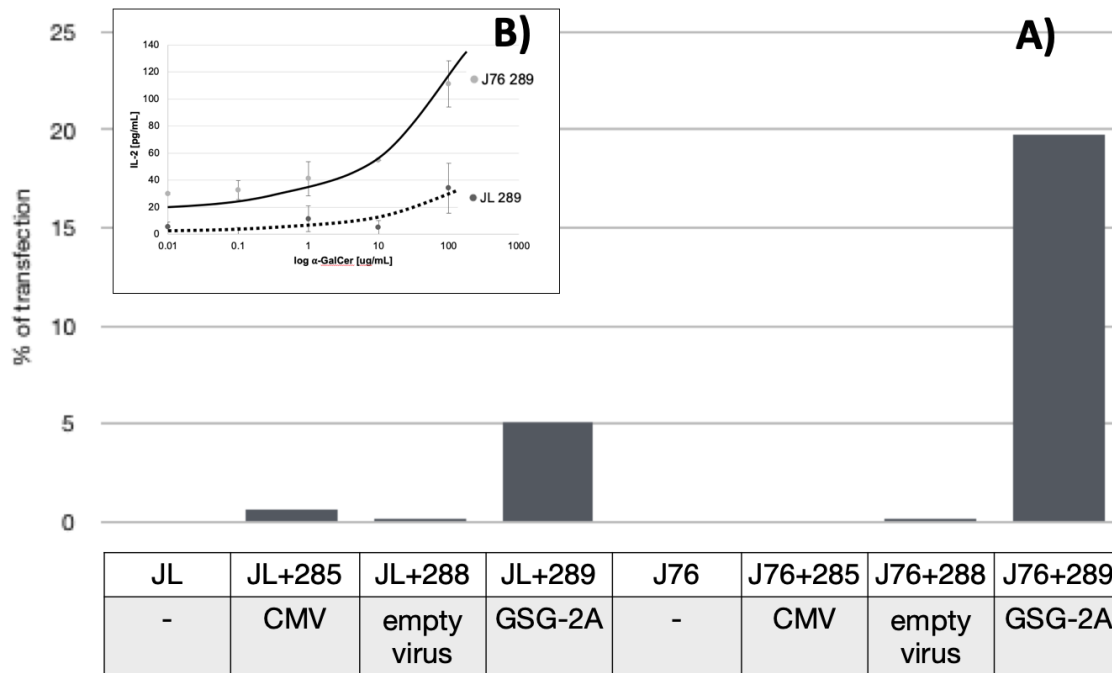 A)
25
20
15
10
5
0
% of transfection
B)
140
120
100
80
60
40
20
0
IL-2 [pg/mL]
J76 289
JL 289
0.01 0.1 1 10 100 1000
log α-GalCer [ug/mL]
JL JL+285 JL+288 JL+289 J76 J76+285 J76+288 J76+289
- CMV empty GSG-2A - CMV empty GSG-2A
virus virus